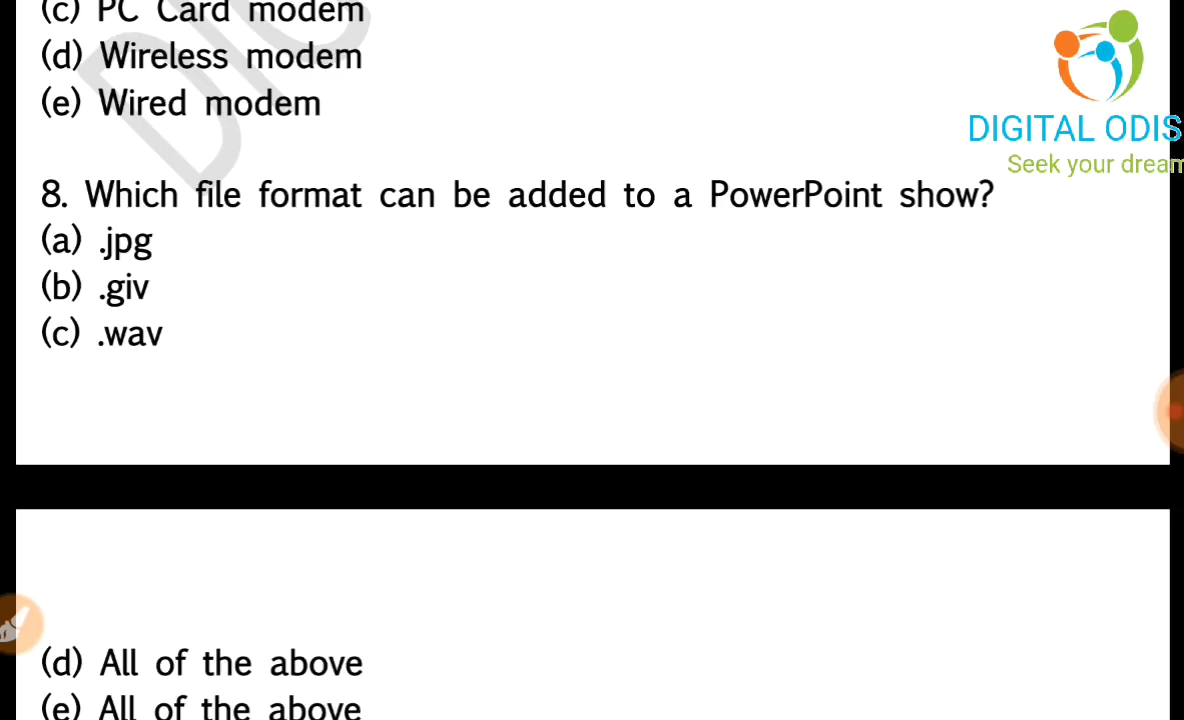 (c) PC Card modem
(d) Wireless modem
(e) Wired modem
DIGITAL ODIS
Seek your dream
8. Which file format can be added to a PowerPoint show?
(a) .jpg
(b) .giv
(c) .wav
(d) All of the above
(e) All of the above